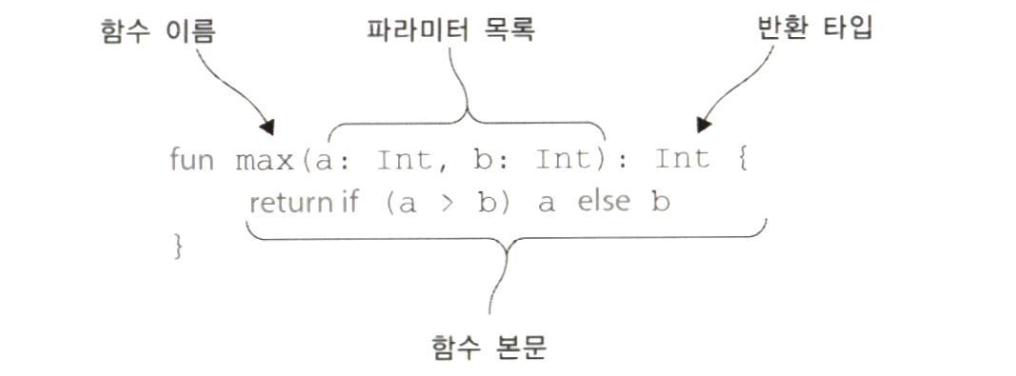 함수 이름 파라미터 목록 반환 타입
fun max(a: Int, b: Int): Int {
return if (a > b) a else b
}
함수 본문